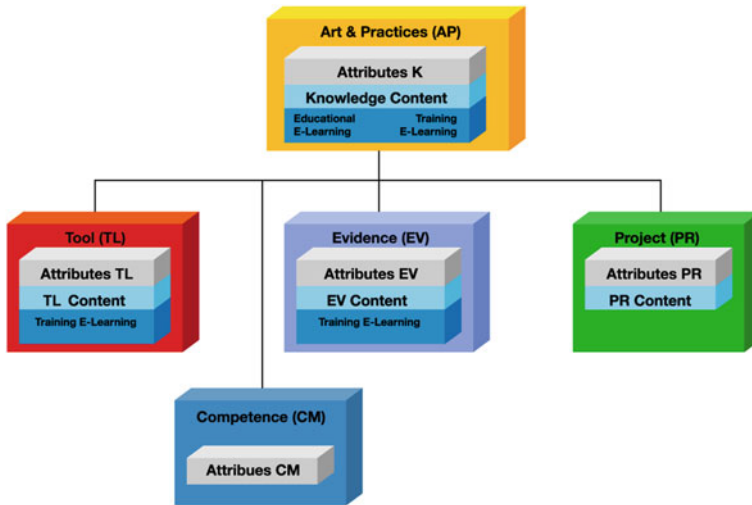 Art & Practices (AP)
Attributes K
Knowledge Content
Educational
E-Learning
Training
E-Learning
Tool (TL)
Attributes TL
TL Content
Training E-Learning
Evidence (EV)
Attributes EV
EV Content
Training E-Learning
Project (PR)
Attributes PR
PR Content
Competence (CM)
Attribues CM